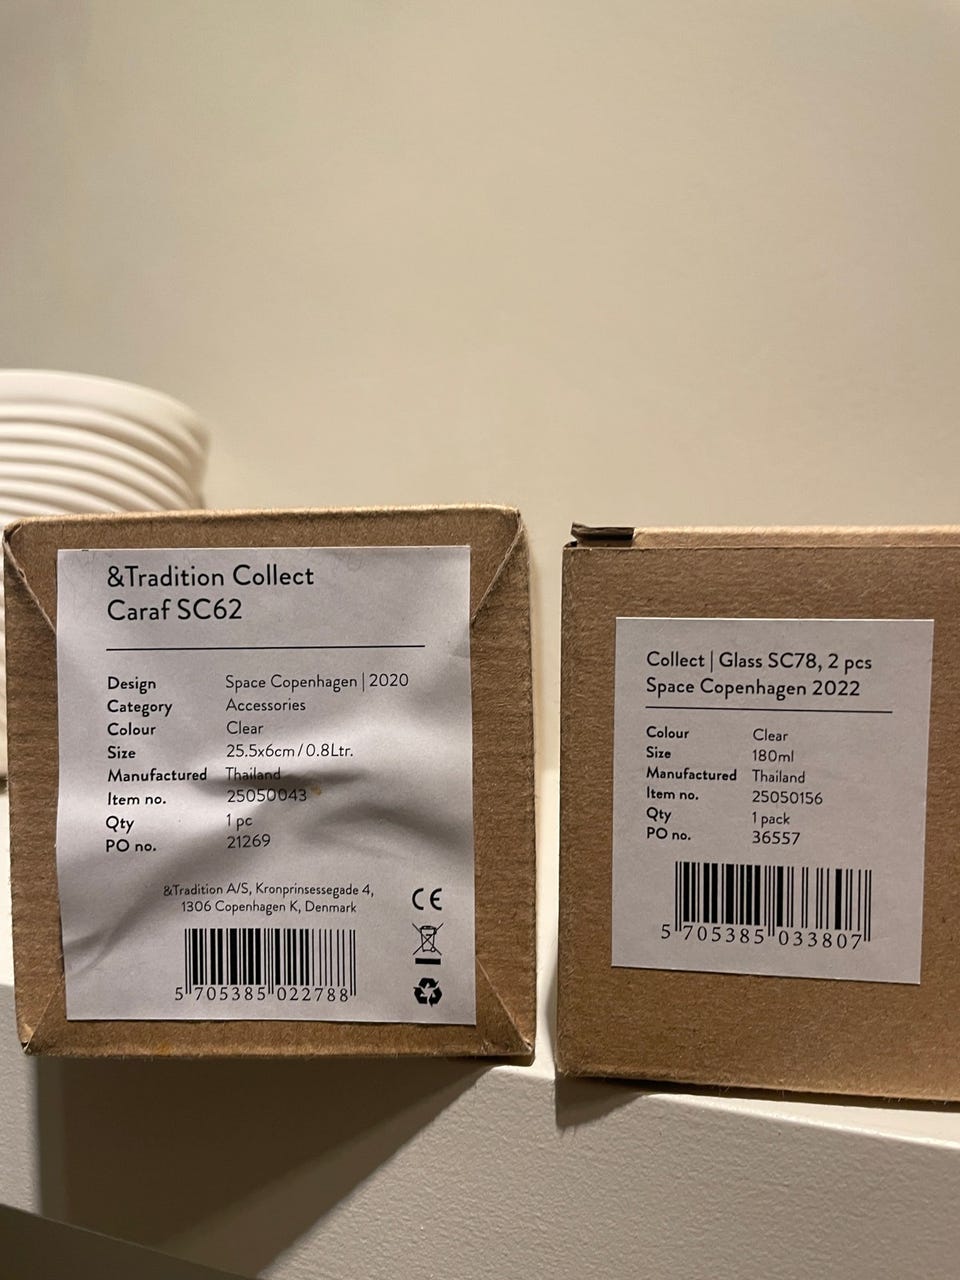 &Tradition Collect
Caraf SC62
Design Space Copenhagen | 2020
Category Accessories
Colour Clear
Size 25.5x6cm / 0.8Ltr.
Manufactured Thailand
Item no. 25050043
Qty 1 pc
PO no. 21269
&Tradition A/S, Kronprinsessegade 4,
1306 Copenhagen K, Denmark
CE
5 705385 022788
Collect | Glass SC78, 2 pcs
Space Copenhagen 2022
Colour Clear
Size 180ml
Manufactured Thailand
Item no. 25050156
Qty 1 pack
PO no. 36557
5 705385 033807